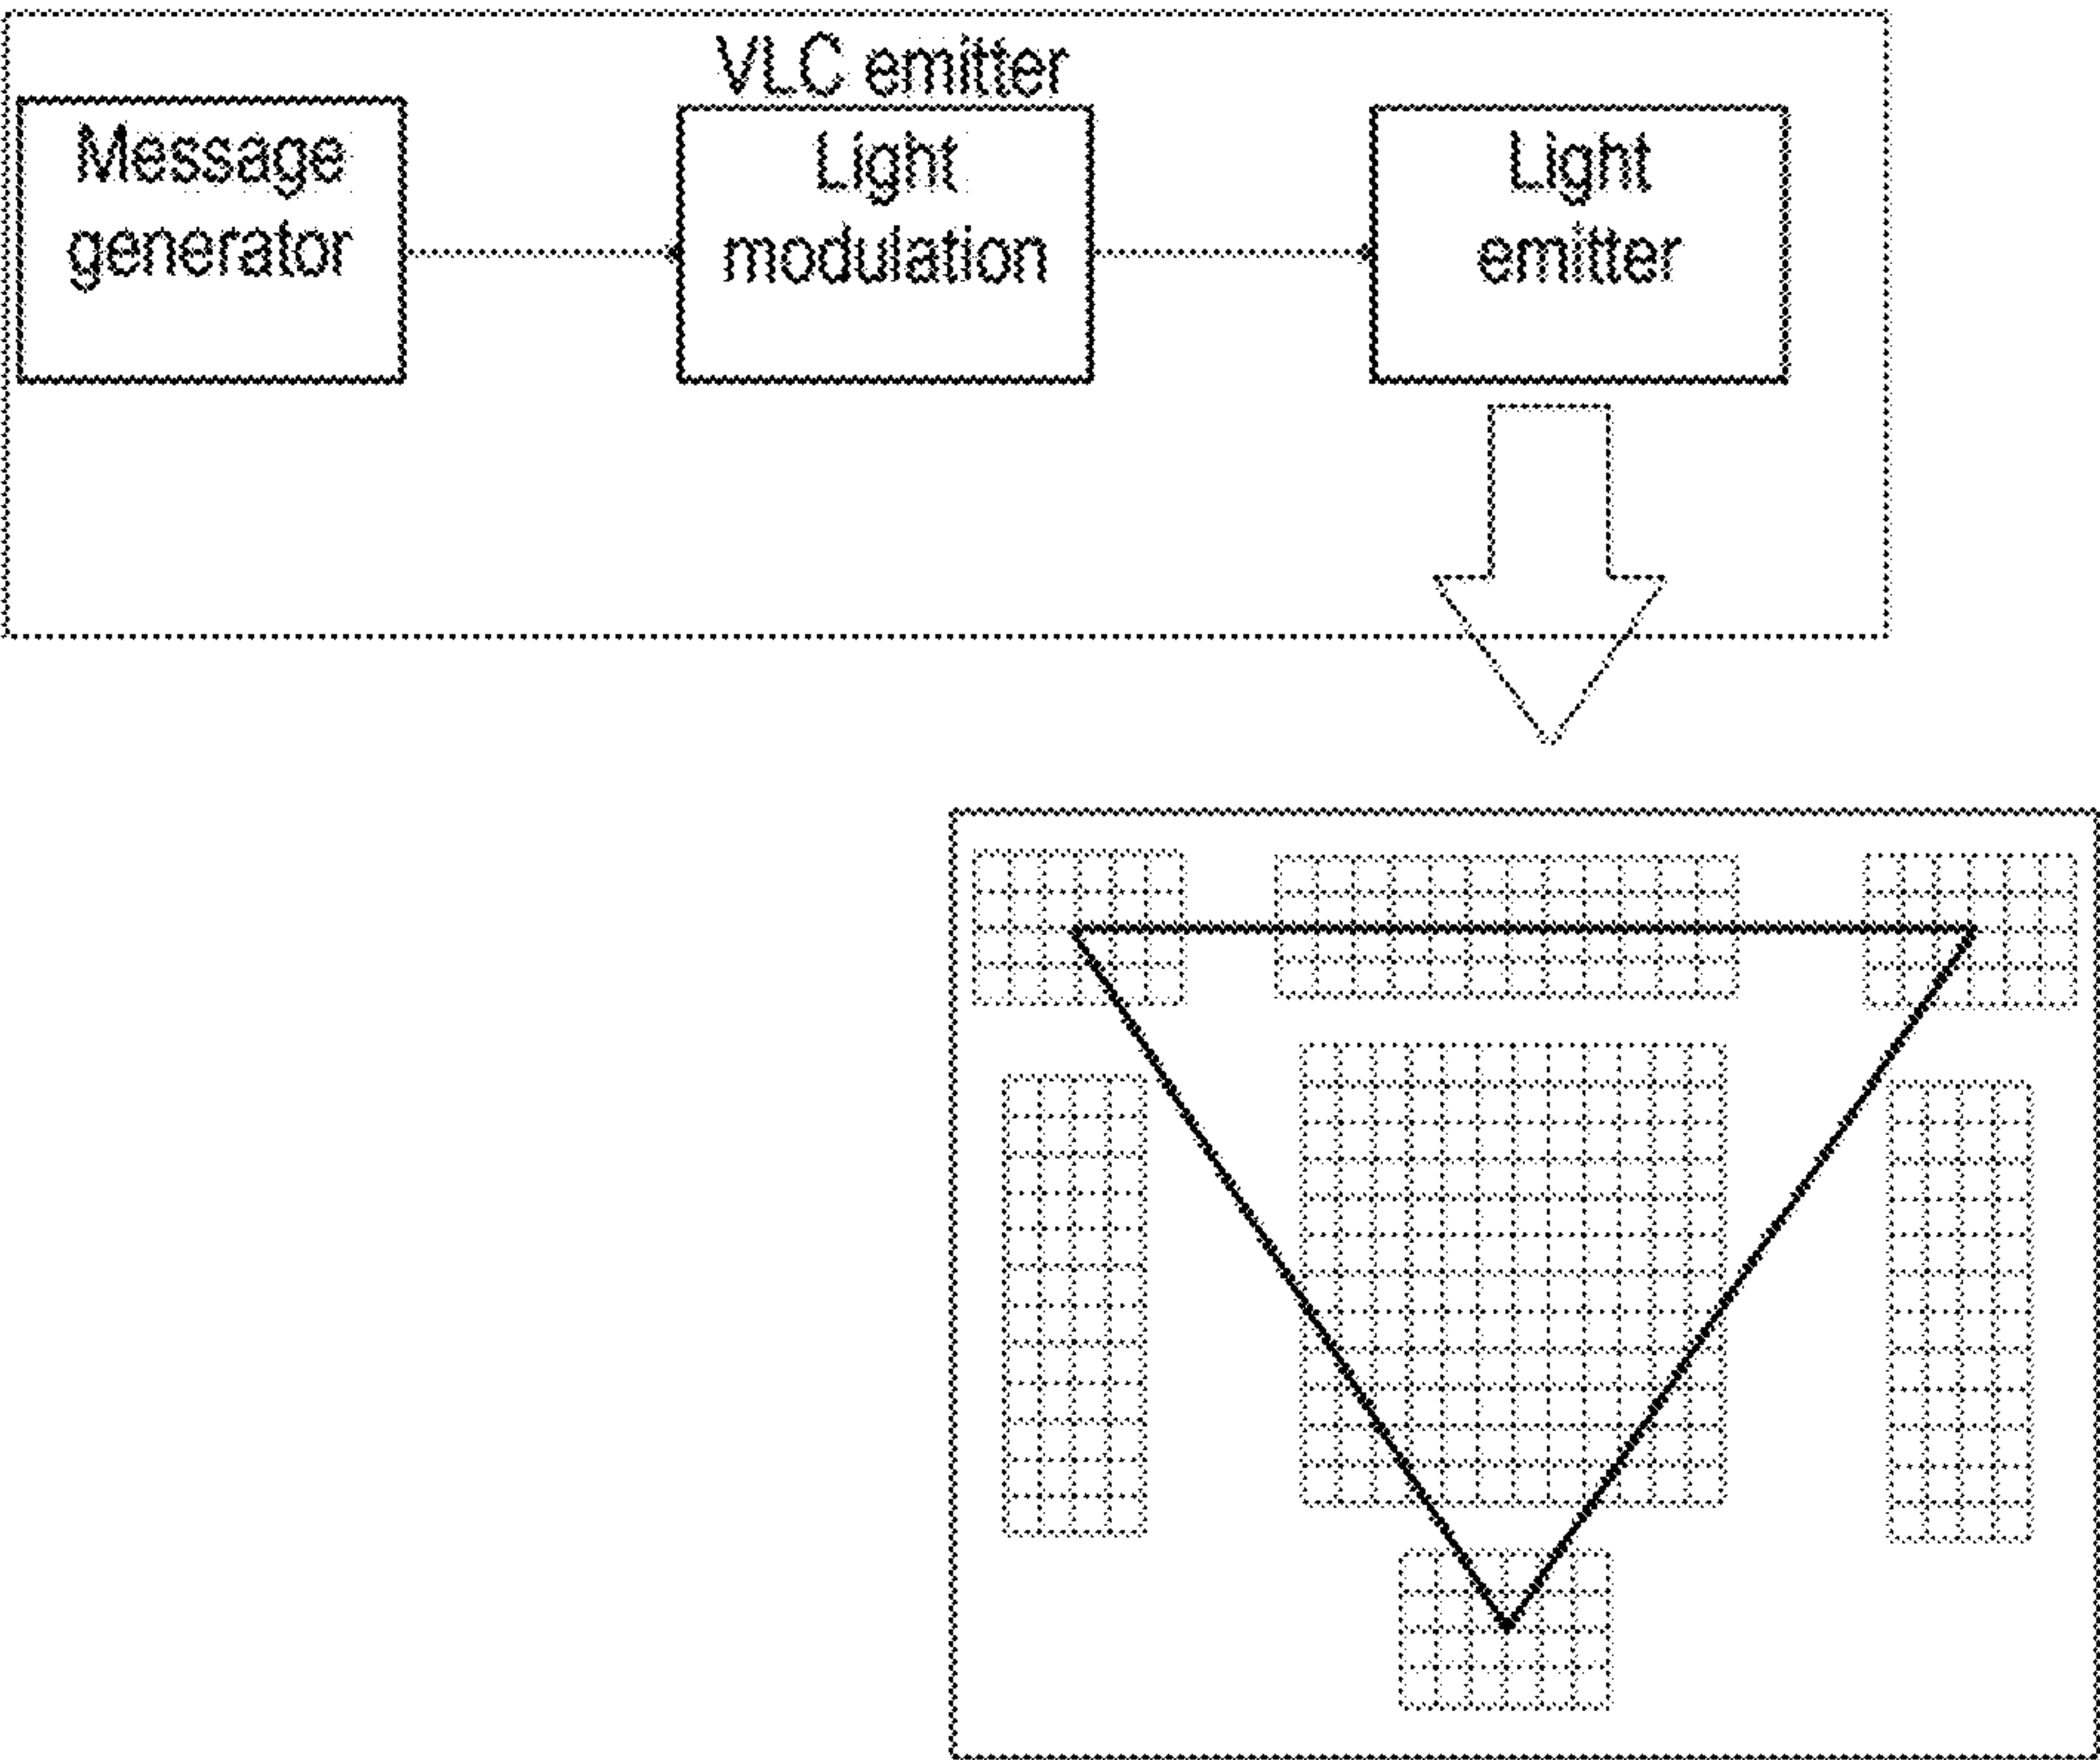 VLC emitter
Message
generator
Light
modulation
Light
emitter